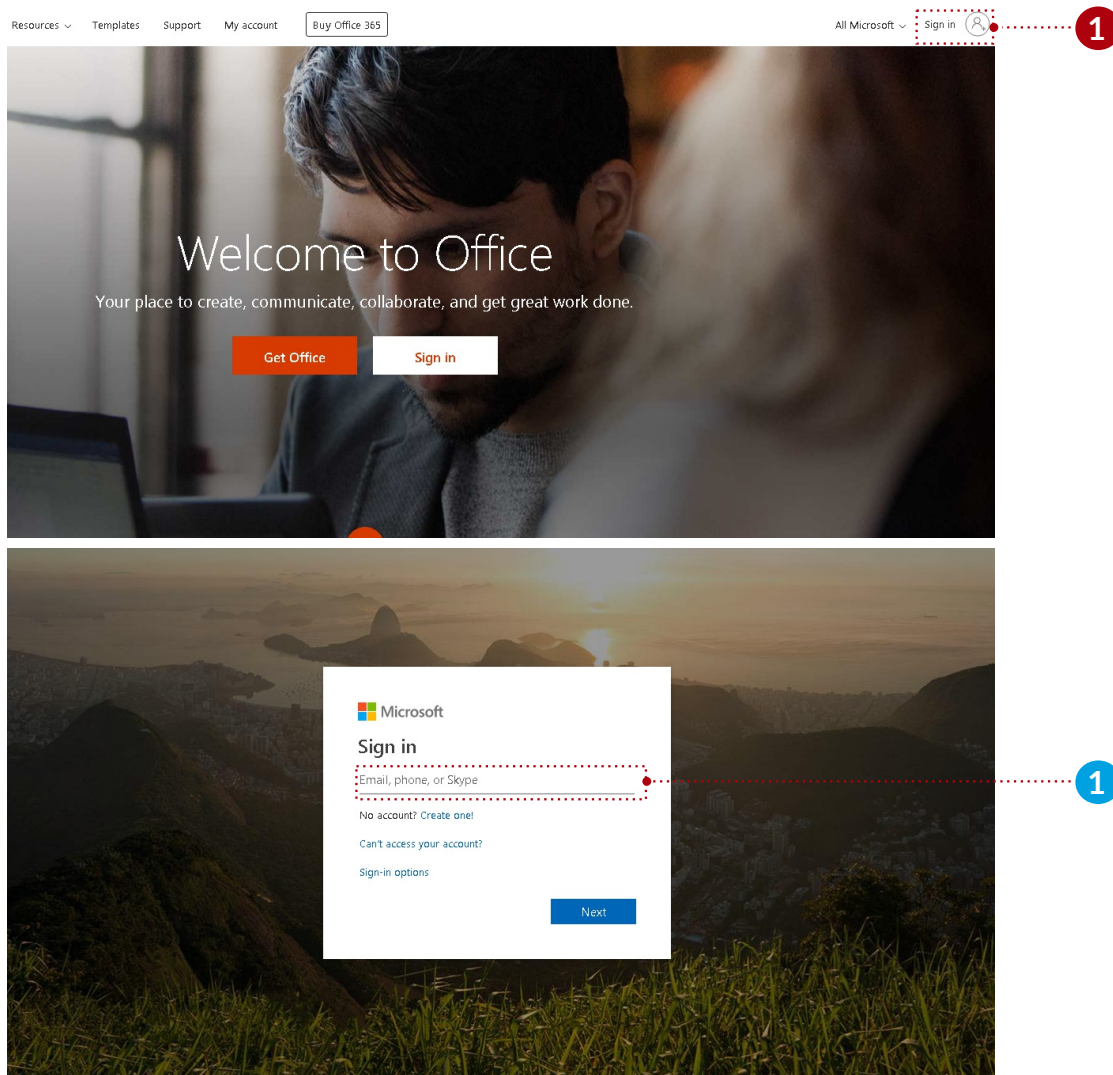 Resources Templates Support My account Buy Office 365 All Microsoft Sign in 1
Welcome to Office
Your place to create, communicate, collaborate, and get great work done.
Get Office Sign in
Microsoft
Sign in
Email, phone, or Skype 1
No account? Create one!
Can't access your account?
Sign-in options
Next